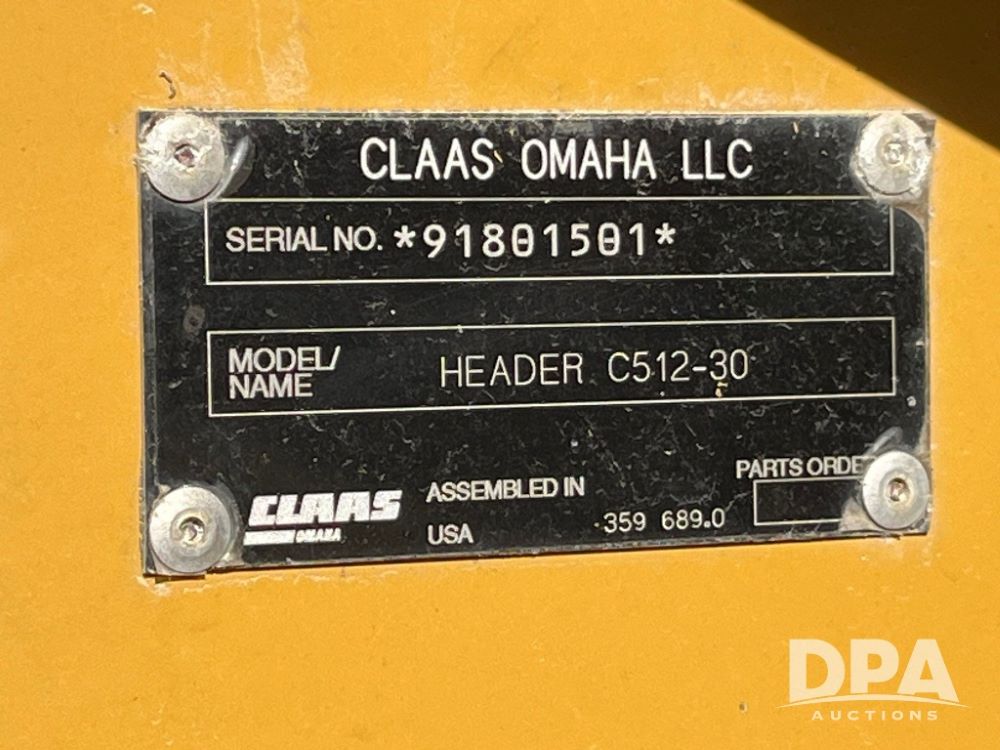 CLAAS OMAHA LLC
SERIAL NO. *91801501*
MODEL/
NAME HEADER C512-30
CLAAS
OMAHA
ASSEMBLED IN
USA
359 689.0
PARTS ORDE
DPA
AUCTIONS